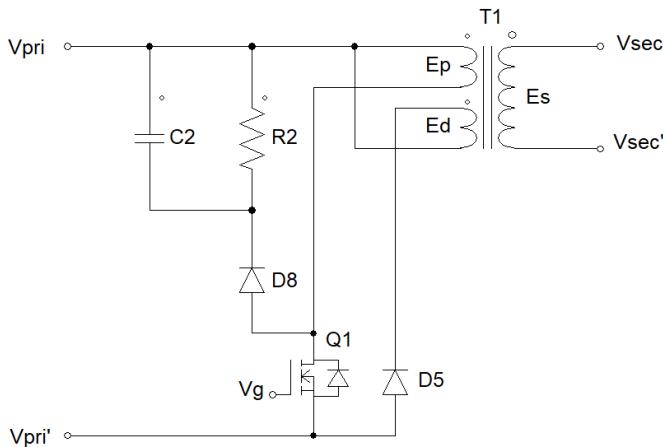 T1
Vpri
Vsec
Ep
Es
Ed
C2
R2
Vsec'
D8
Q1
Vg
D5
Vpri'